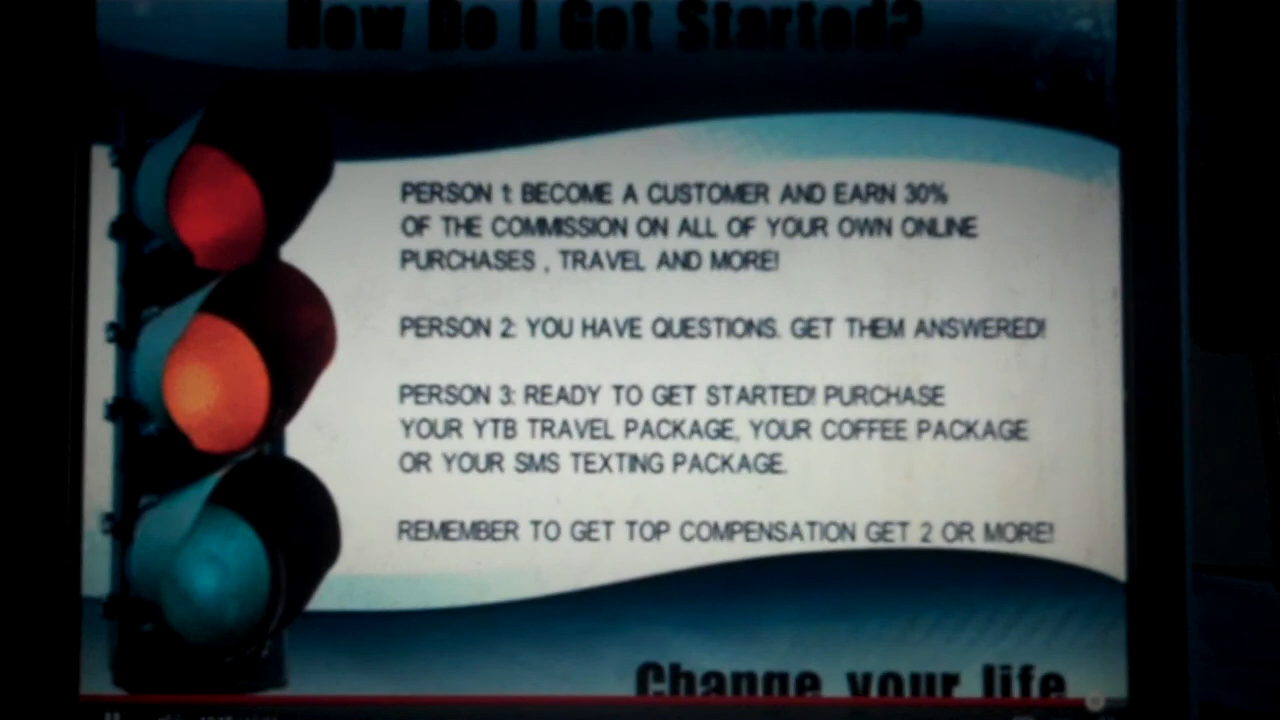 How Do I Get Started?
PERSON 1: BECOME A CUSTOMER AND EARN 30%
OF THE COMMISSION ON ALL OF YOUR OWN ONLINE
PURCHASES , TRAVEL AND MORE!
PERSON 2: YOU HAVE QUESTIONS. GET THEM ANSWERED!
PERSON 3: READY TO GET STARTED! PURCHASE
YOUR YTB TRAVEL PACKAGE, YOUR COFFEE PACKAGE
OR YOUR SMS TEXTING PACKAGE.
REMEMBER TO GET TOP COMPENSATION GET 2 OR MORE!
Change your life